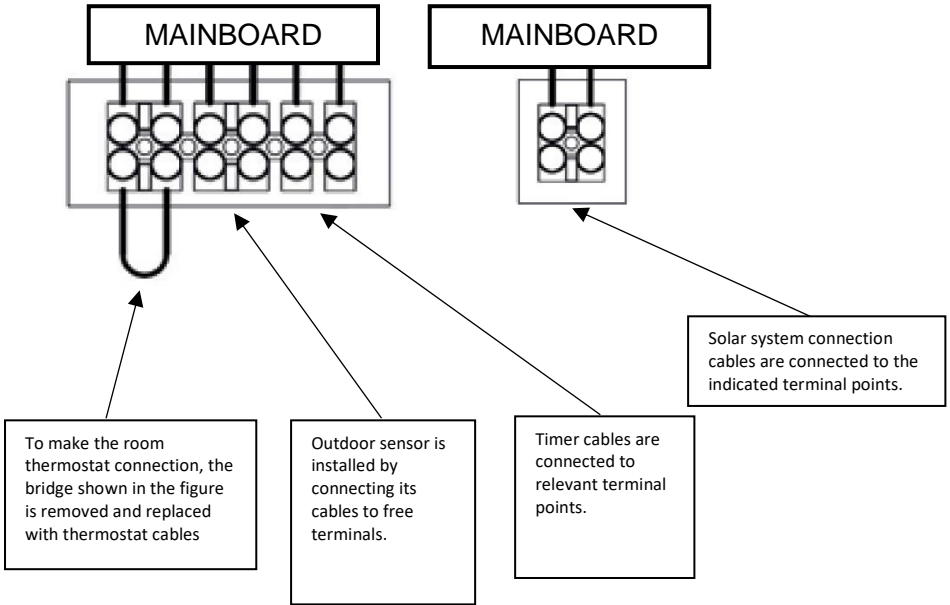 MAINBOARD
MAINBOARD
To make the room
thermostat connection, the
bridge shown in the figure
is removed and replaced
with thermostat cables
Outdoor sensor is
installed by
connecting its
cables to free
terminals.
Timer cables are
connected to
relevant terminal
points.
Solar system connection
cables are connected to the
indicated terminal points.